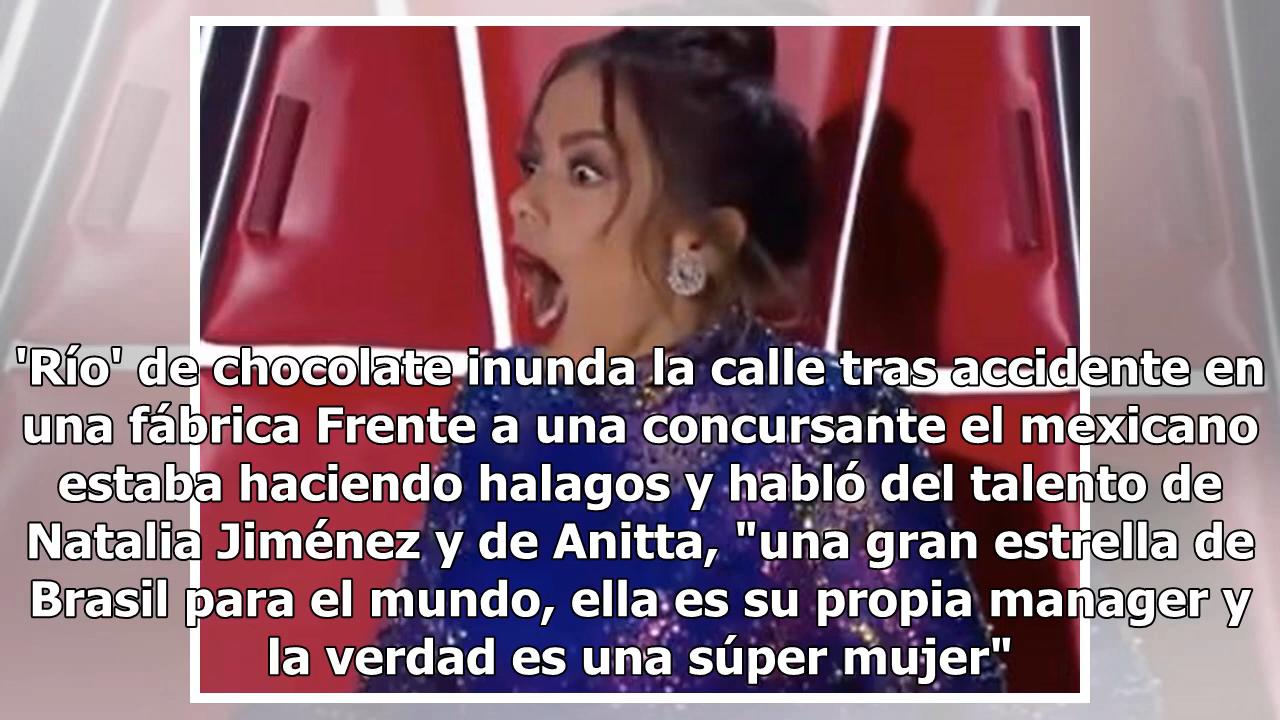 'Río' de chocolate inunda la calle tras accidente en
una fábrica Frente a una concursante el mexicano
estaba haciendo halagos y habló del talento de
Natalia Jiménez y de Anitta, "una gran estrella de
Brasil para el mundo, ella es su propia manager y
la verdad es una súper mujer"